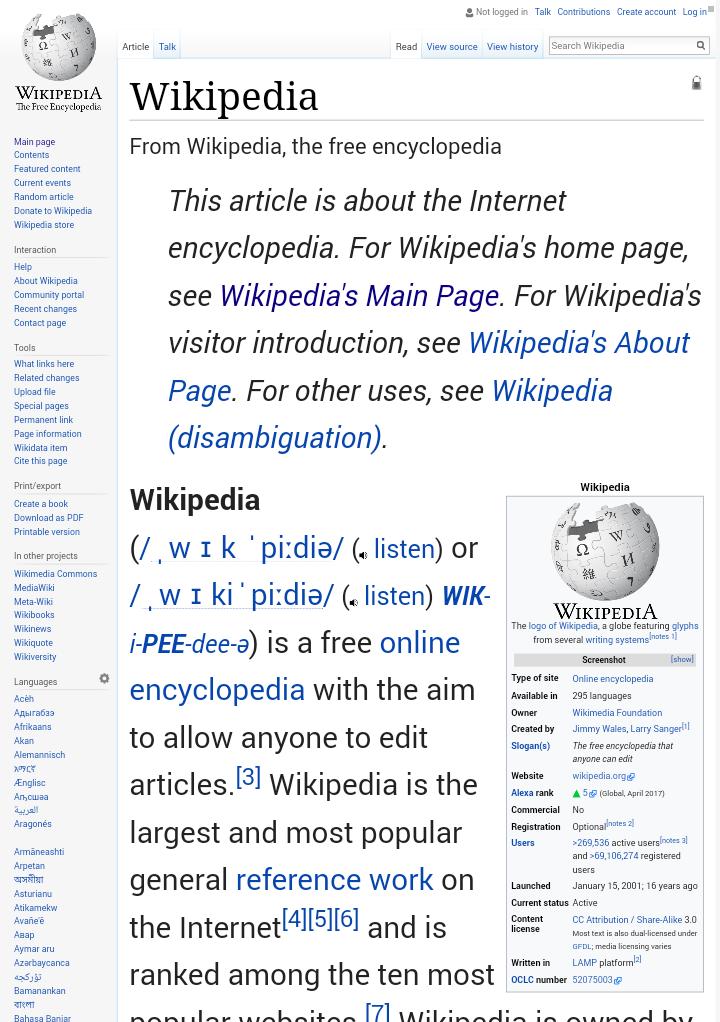 Not logged in Talk Contributions Create account Log in
Article Talk Read View source View history Search Wikipedia
WIKIPEDIA
The Free Encyclopedia
Main page
Contents
Featured content
Current events
Random article
Donate to Wikipedia
Wikipedia store
Interaction
Help
About Wikipedia
Community portal
Recent changes
Contact page
Tools
What links here
Related changes
Upload file
Special pages
Permanent link
Page information
Wikidata item
Cite this page
Print/export
Create a book
Download as PDF
Printable version
In other projects
Wikimedia Commons
MediaWiki
Meta-Wiki
Wikibooks
Wikinews
Wikiquote
Wikiversity
Languages
Acèh
Адыгабзэ
Afrikaans
Akan
Alemannisch
አማርኛ
Ænglisc
Аҧсшәа
العربية
Aragonés
Armãneashti
Arpetan
অসমীয়া
Asturianu
Atikamekw
Avañe'ẽ
Авар
Aymar aru
Azərbaycanca
تۆرکجه
Bamanankan
বাংলা
Bahasa Banjar
Wikipedia
From Wikipedia, the free encyclopedia
This article is about the Internet
encyclopedia. For Wikipedia's home page,
see Wikipedia's Main Page. For Wikipedia's
visitor introduction, see Wikipedia's About
Page. For other uses, see Wikipedia
(disambiguation).
Wikipedia
(/ˌwɪkɪˈpiːdiə/ (listen) or
/ˌwɪkiˈpiːdiə/ (listen) WIK-
i-PEE-dee-ə) is a free online
encyclopedia with the aim
to allow anyone to edit
articles.[3] Wikipedia is the
largest and most popular
general reference work on
the Internet[4][5][6] and is
ranked among the ten most
popular websites.[7] Wikipedia is owned by
Wikipedia
WIKIPEDIA
The logo of Wikipedia, a globe featuring glyphs
from several writing systems[notes 1]
Screenshot [show]
Type of site Online encyclopedia
Available in 295 languages
Owner Wikimedia Foundation
Created by Jimmy Wales, Larry Sanger[1]
Slogan(s) The free encyclopedia that
anyone can edit
Website wikipedia.org
Alexa rank 5 (Global, April 2017)
Commercial No
Registration Optional[notes 2]
Users >269,536 active users[notes 3]
and >69,106,274 registered
users
Launched January 15, 2001; 16 years ago
Current status Active
Content CC Attribution / Share-Alike 3.0
license Most text is also dual-licensed under
GFDL; media licensing varies
Written in LAMP platform[2]
OCLC number 52075003